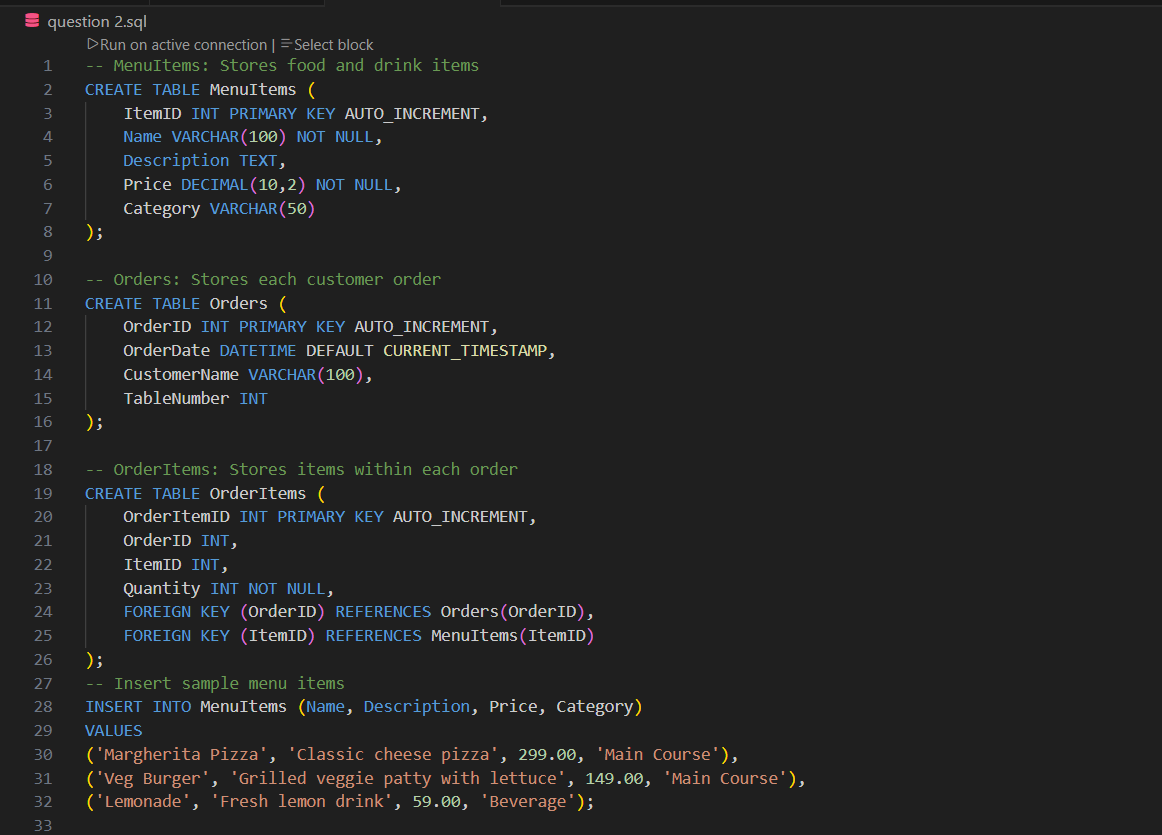 question 2.sql
Run on active connection | Select block
1 -- MenuItems: Stores food and drink items
2 CREATE TABLE MenuItems (
3     ItemID INT PRIMARY KEY AUTO_INCREMENT,
4     Name VARCHAR(100) NOT NULL,
5     Description TEXT,
6     Price DECIMAL(10,2) NOT NULL,
7     Category VARCHAR(50)
8 );
9
10 -- Orders: Stores each customer order
11 CREATE TABLE Orders (
12     OrderID INT PRIMARY KEY AUTO_INCREMENT,
13     OrderDate DATETIME DEFAULT CURRENT_TIMESTAMP,
14     CustomerName VARCHAR(100),
15     TableNumber INT
16 );
17
18 -- OrderItems: Stores items within each order
19 CREATE TABLE OrderItems (
20     OrderItemID INT PRIMARY KEY AUTO_INCREMENT,
21     OrderID INT,
22     ItemID INT,
23     Quantity INT NOT NULL,
24     FOREIGN KEY (OrderID) REFERENCES Orders(OrderID),
25     FOREIGN KEY (ItemID) REFERENCES MenuItems(ItemID)
26 );
27 -- Insert sample menu items
28 INSERT INTO MenuItems (Name, Description, Price, Category)
29 VALUES
30 ('Margherita Pizza', 'Classic cheese pizza', 299.00, 'Main Course'),
31 ('Veg Burger', 'Grilled veggie patty with lettuce', 149.00, 'Main Course'),
32 ('Lemonade', 'Fresh lemon drink', 59.00, 'Beverage');
33